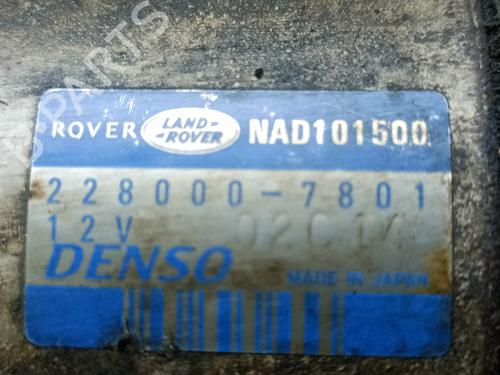 ROVER LAND-ROVER NAD101500
228000-7801
12V
DENSO MADE IN JAPAN